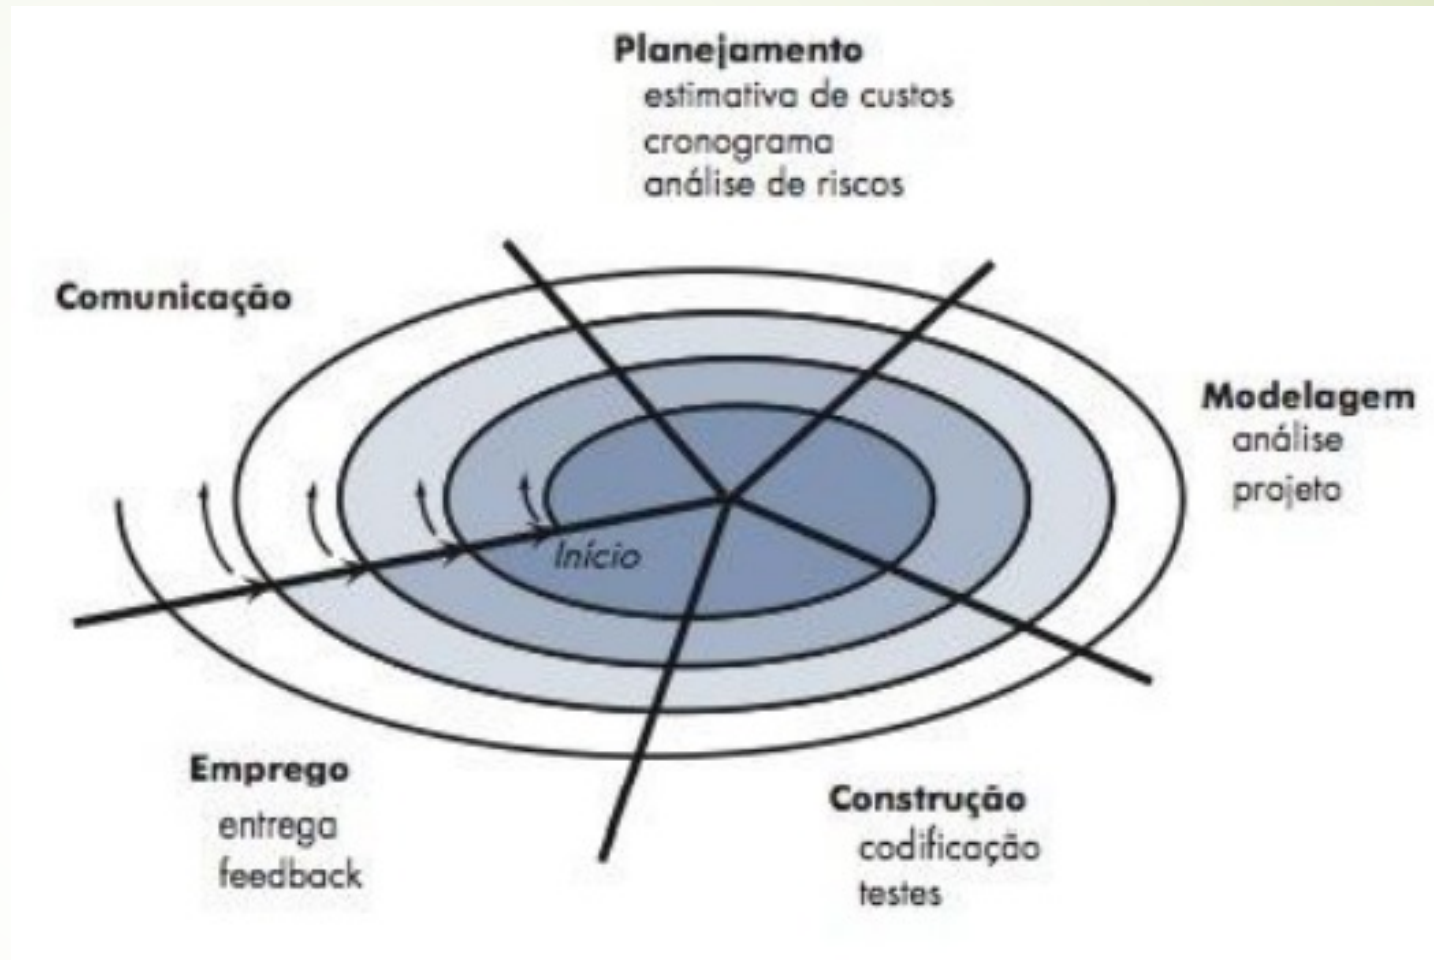 Planejamento
estimativa de custos
cronograma
análise de riscos
Comunicação
Modelagem
análise
projeto
Início
Emprego
entrega
feedback
Construção
codificação
testes